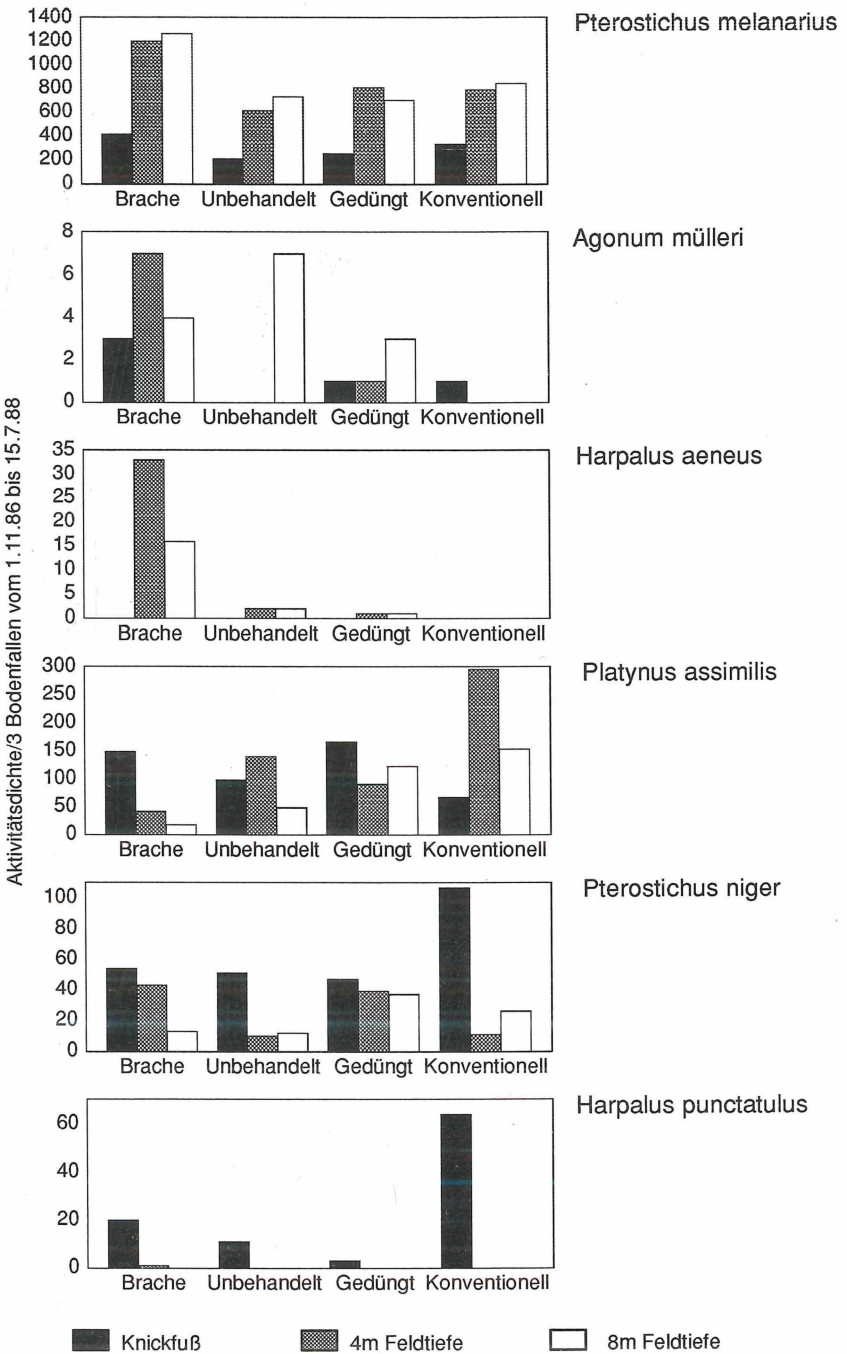 Aktivitätsdichte/3 Bodenfallen vom 1.11.86 bis 15.7.88
Pterostichus melanarius
1400
1200
1000
800
600
400
200
0
Brache Unbehandelt Gedüngt Konventionell
Agonum mülleri
8
6
4
2
0
Brache Unbehandelt Gedüngt Konventionell
Harpalus aeneus
35
30
25
20
15
10
5
0
Brache Unbehandelt Gedüngt Konventionell
Platynus assimilis
300
250
200
150
100
50
0
Brache Unbehandelt Gedüngt Konventionell
Pterostichus niger
100
80
60
40
20
0
Brache Unbehandelt Gedüngt Konventionell
Harpalus punctatulus
60
40
20
0
Brache Unbehandelt Gedüngt Konventionell
Knickfuß 4m Feldtiefe 8m Feldtiefe